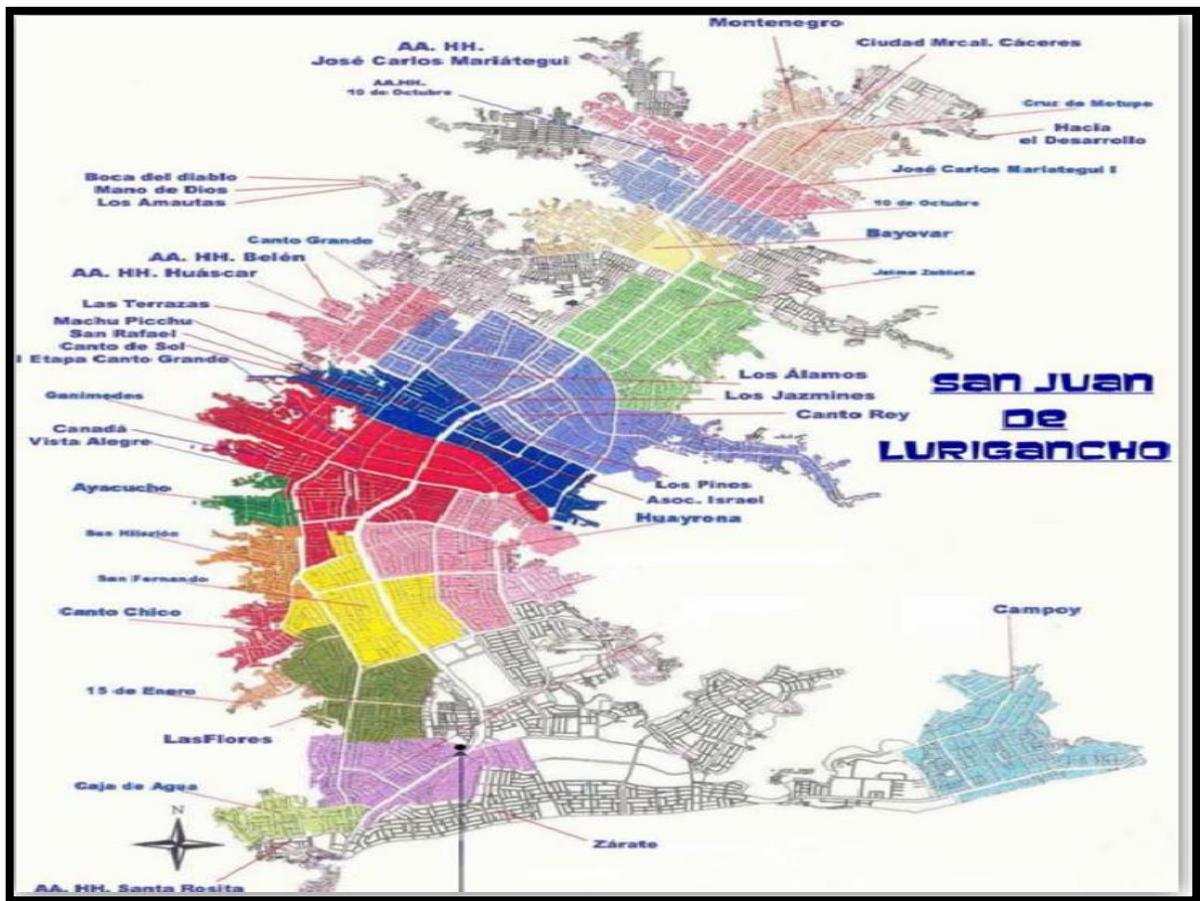 Montenegro
Ciudad Mrcal. Cáceres
AA. HH.
José Carlos Mariátegui
AA.HH.
10 de Octubre
Cruz de Motupe
Hacia
el Desarrollo
José Carlos Mariategui I
10 de Octubre
Bayovar
Jaime Zubieta
Boca del diablo
Mano de Dios
Los Amautas
Canto Grande
AA. HH. Belén
AA. HH. Huáscar
Las Terrazas
Machu Picchu
San Rafael
Canto de Sol
I Etapa Canto Grande
Ganimedes
Canadá
Vista Alegre
Ayacucho
San Hilarión
San Fernando
Canto Chico
15 de Enero
LasFlores
Caja de Agua
N
AA. HH. Santa Rosita
Los Álamos
Los Jazmines
Canto Rey
Los Pinos
Asoc. Israel
Huayrona
SAN JUAN
DE
LURIGANCHO
Campoy
Zárate